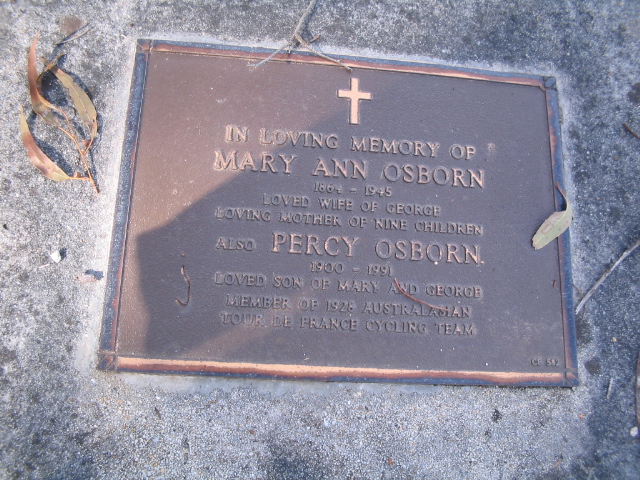 IN LOVING MEMORY OF
MARY ANN OSBORN
1864 - 1945
LOVED WIFE OF GEORGE
LOVING MOTHER OF NINE CHILDREN
ALSO PERCY OSBORN
1900 - 1991
LOVED SON OF MARY AND GEORGE
MEMBER OF 1928 AUSTRALAMAN
TOUR DE FRANCE CYCLING TEAM